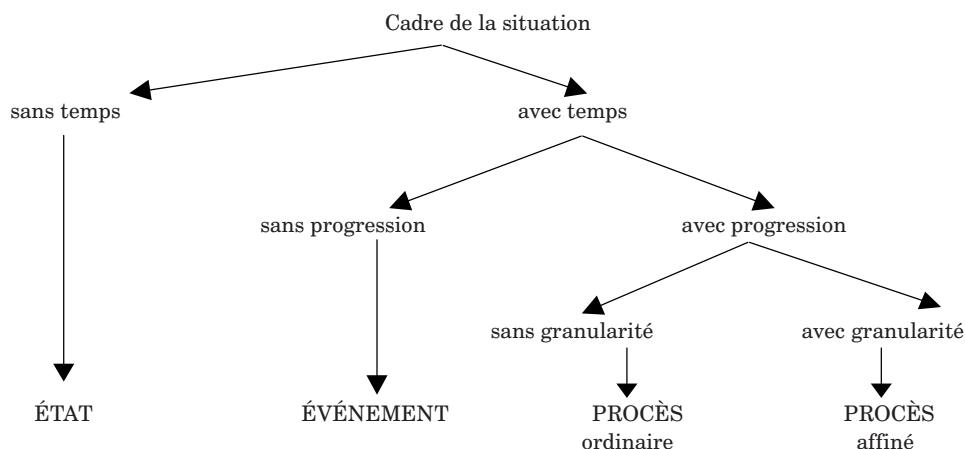 Cadre de la situation
sans temps
avec temps
sans progression
avec progression
sans granularité
avec granularité
ÉTAT
ÉVÉNEMENT
PROCÈS
ordinaire
PROCÈS
affiné